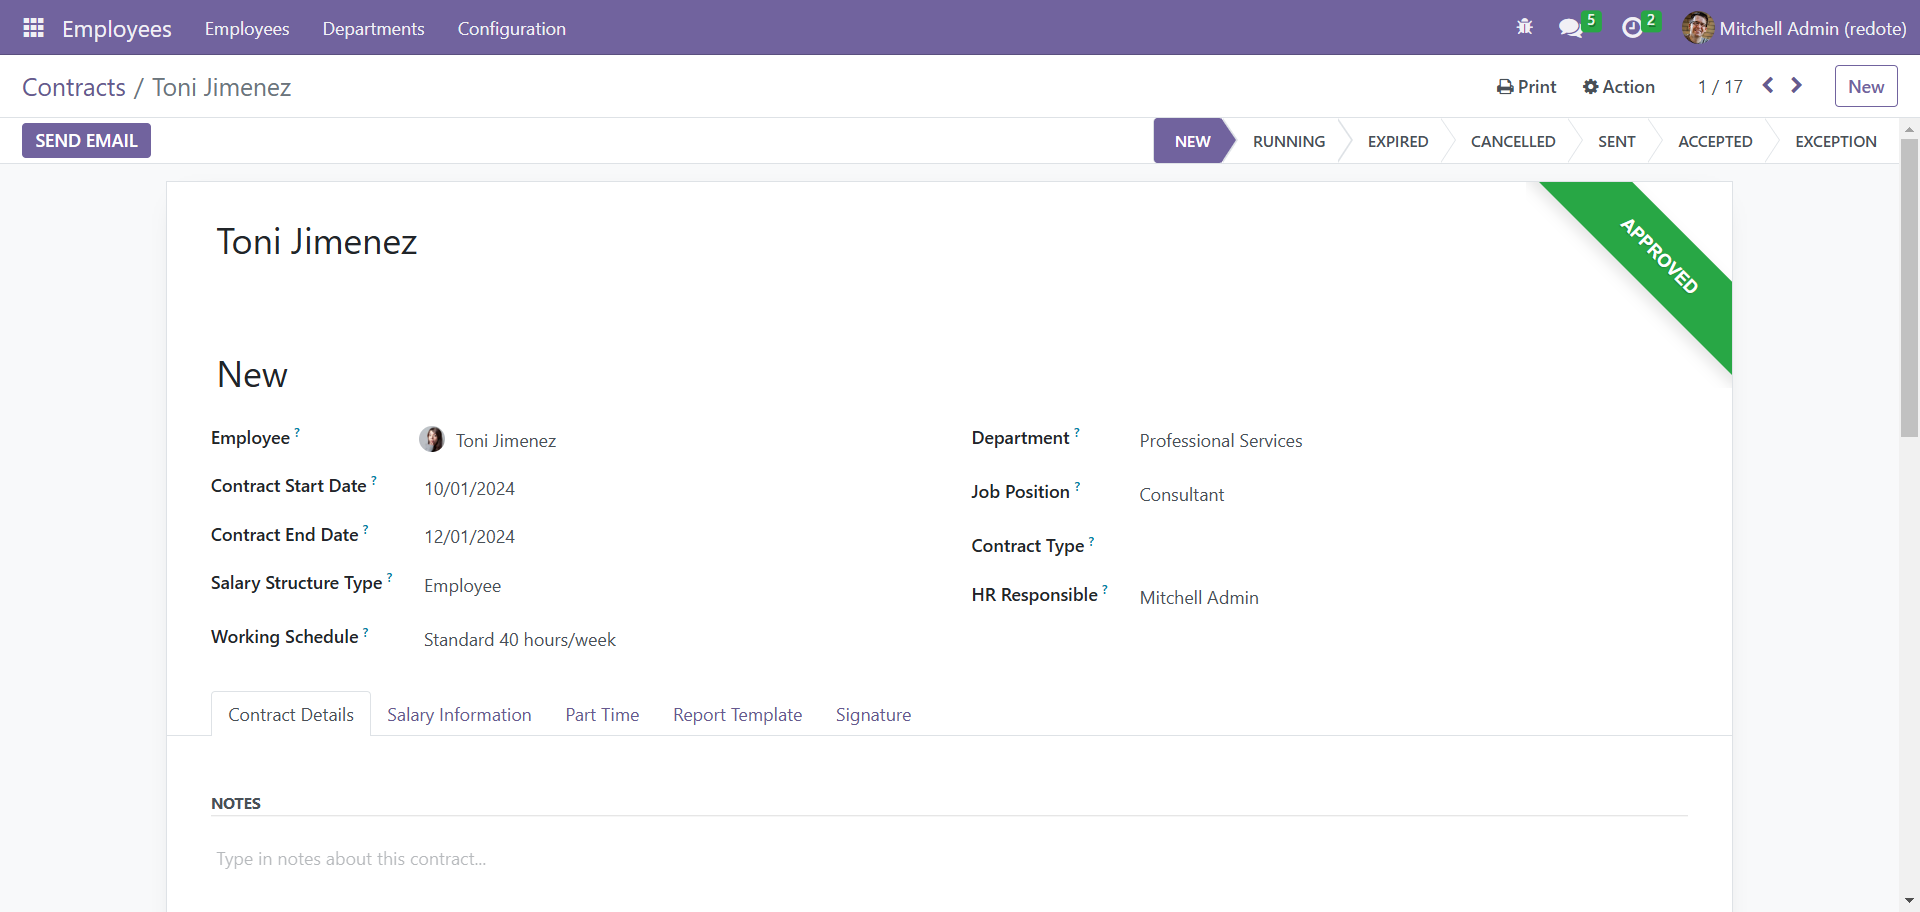 Employees Employees Departments Configuration 5 2 Mitchell Admin (redote)
Contracts / Toni Jimenez Print Action 1 / 17 New
SEND EMAIL NEW RUNNING EXPIRED CANCELLED SENT ACCEPTED EXCEPTION
APPROVED
Toni Jimenez
New
Employee ? Toni Jimenez Department ? Professional Services
Contract Start Date ? 10/01/2024 Job Position ? Consultant
Contract End Date ? 12/01/2024 Contract Type ?
Salary Structure Type ? Employee HR Responsible ? Mitchell Admin
Working Schedule ? Standard 40 hours/week
Contract Details Salary Information Part Time Report Template Signature
NOTES
Type in notes about this contract...